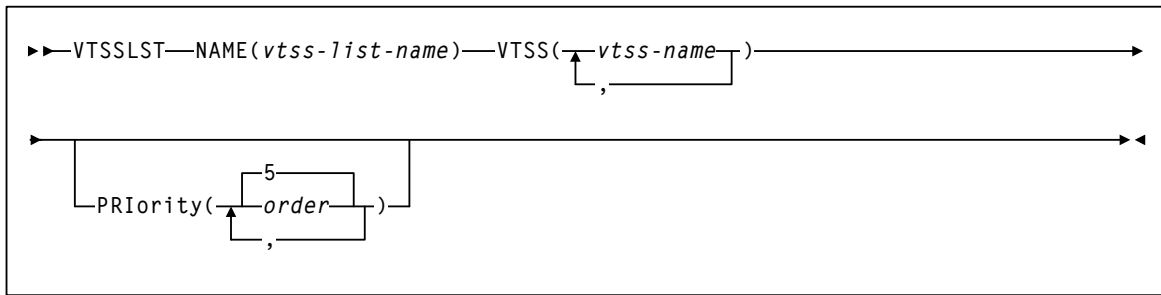 VTSSLST NAME(vtss-list-name) VTSS( vtss-name )
,
5
PRIority( order )
,